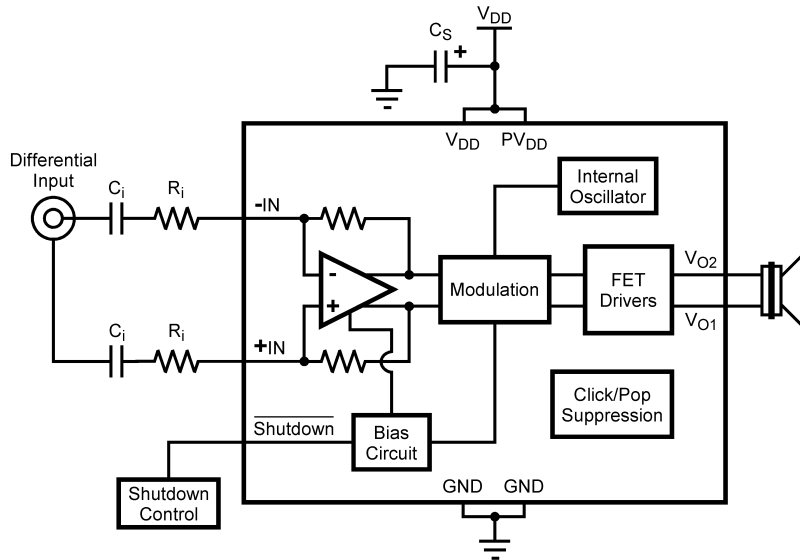 V_DD
C_S +
V_DD PV_DD
Differential
Input
C_i R_i
-IN
Internal
Oscillator
-
+
Modulation
FET
Drivers
V_O2
V_O1
C_i R_i
+IN
Click/Pop
Suppression
Shutdown
Bias
Circuit
Shutdown
Control
GND GND